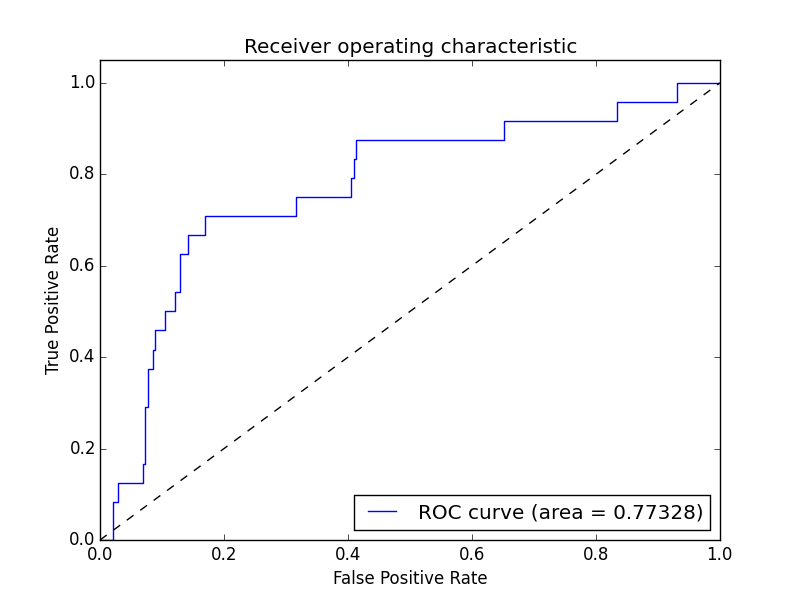 Receiver operating characteristic
1.0
0.8
0.6
0.4
0.2
0.0
True Positive Rate
ROC curve (area = 0.77328)
0.0 0.2 0.4 0.6 0.8 1.0
False Positive Rate